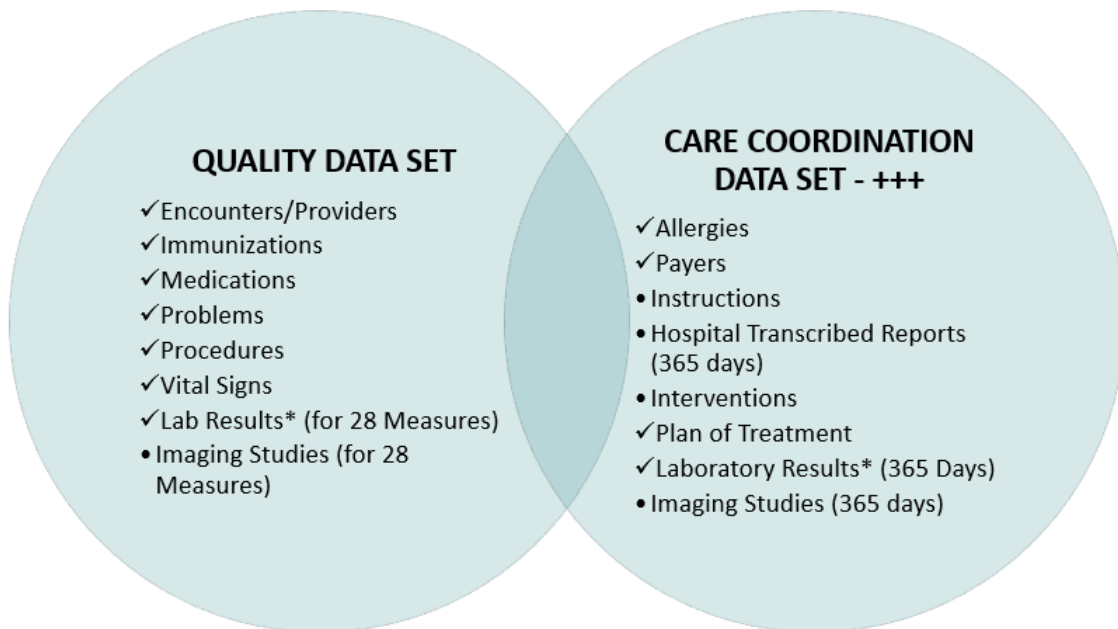 QUALITY DATA SET
✓Encounters/Providers
✓Immunizations
✓Medications
✓Problems
✓Procedures
✓Vital Signs
✓Lab Results* (for 28 Measures)
•Imaging Studies (for 28
Measures)
CARE COORDINATION
DATA SET - +++
✓Allergies
✓Payers
•Instructions
•Hospital Transcribed Reports
(365 days)
•Interventions
✓Plan of Treatment
✓Laboratory Results* (365 Days)
•Imaging Studies (365 days)